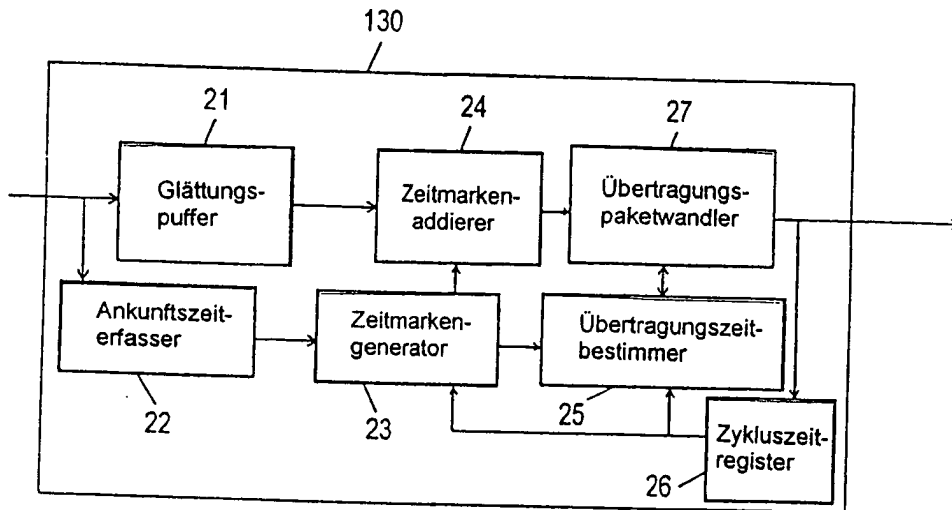 130
21
24
27
Glättungs-
puffer
Zeitmarken-
addierer
Übertragungs-
paketwandler
Ankunftszeit-
erfasser
Zeitmarken-
generator
Übertragungszeit-
bestimmer
22
23
25
Zykluszeit
register
26